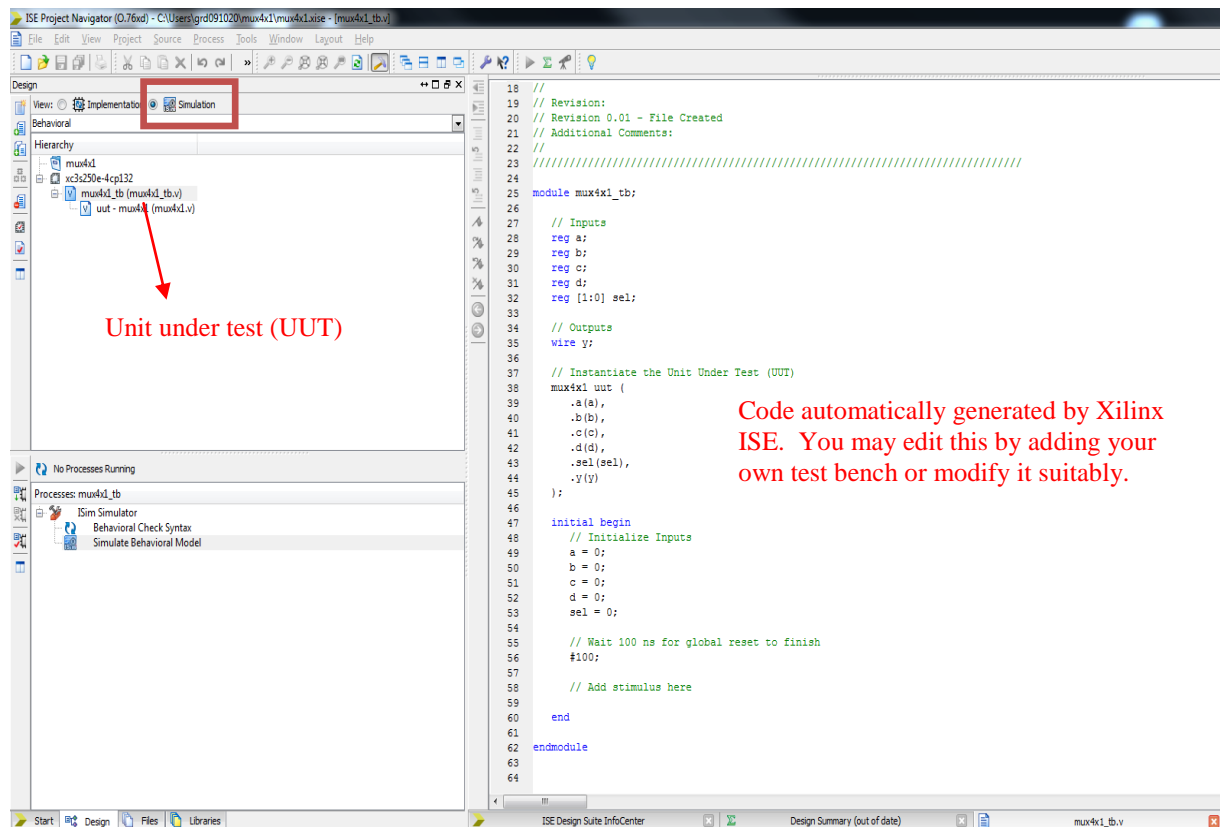 ISE Project Navigator (O.76xd) - C:\Users\grd091020\mux4x1\mux4x1.xise - [mux4x1_tb.v]
File Edit View Project Source Process Tools Window Layout Help
Design
View: Implementation Simulation
Behavioral
Hierarchy
mux4x1
xc3s250e-4cp132
mux4x1_tb (mux4x1_tb.v)
uut - mux4x1 (mux4x1.v)
Unit under test (UUT)
No Processes Running
Processes: mux4x1_tb
ISim Simulator
Behavioral Check Syntax
Simulate Behavioral Model
Start Design Files Libraries
18 //
19 // Revision:
20 // Revision 0.01 - File Created
21 // Additional Comments:
22 //
23 ////////////////////////////////////////////////////////////////////////////////
24
25 module mux4x1_tb;
26
27 // Inputs
28 reg a;
29 reg b;
30 reg c;
31 reg d;
32 reg [1:0] sel;
33
34 // Outputs
35 wire y;
36
37 // Instantiate the Unit Under Test (UUT)
38 mux4x1 uut (
39 .a(a),
40 .b(b),
41 .c(c),
42 .d(d),
43 .sel(sel),
44 .y(y)
45 );
46
47 initial begin
48 // Initialize Inputs
49 a = 0;
50 b = 0;
51 c = 0;
52 d = 0;
53 sel = 0;
54
55 // Wait 100 ns for global reset to finish
56 #100;
57
58 // Add stimulus here
59
60 end
61
62 endmodule
63
64
Code automatically generated by Xilinx
ISE. You may edit this by adding your
own test bench or modify it suitably.
ISE Design Suite InfoCenter Design Summary (out of date) mux4x1_tb.v